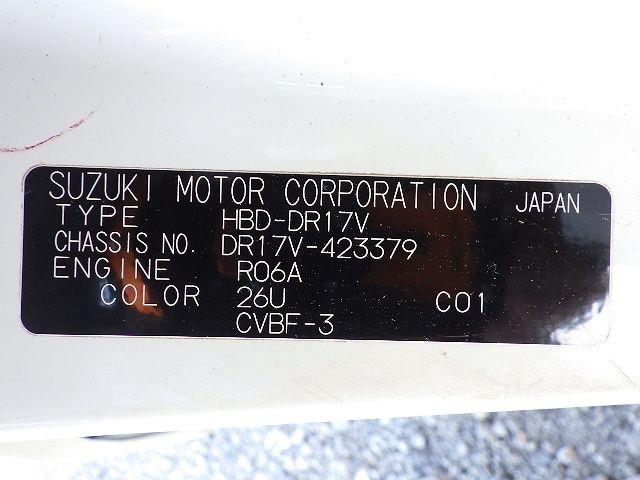 SUZUKI MOTOR CORPORATION JAPAN
TYPE HBD-DR17V
CHASSIS NO. DR17V-423379
ENGINE R06A
COLOR 26U C01
CVBF-3